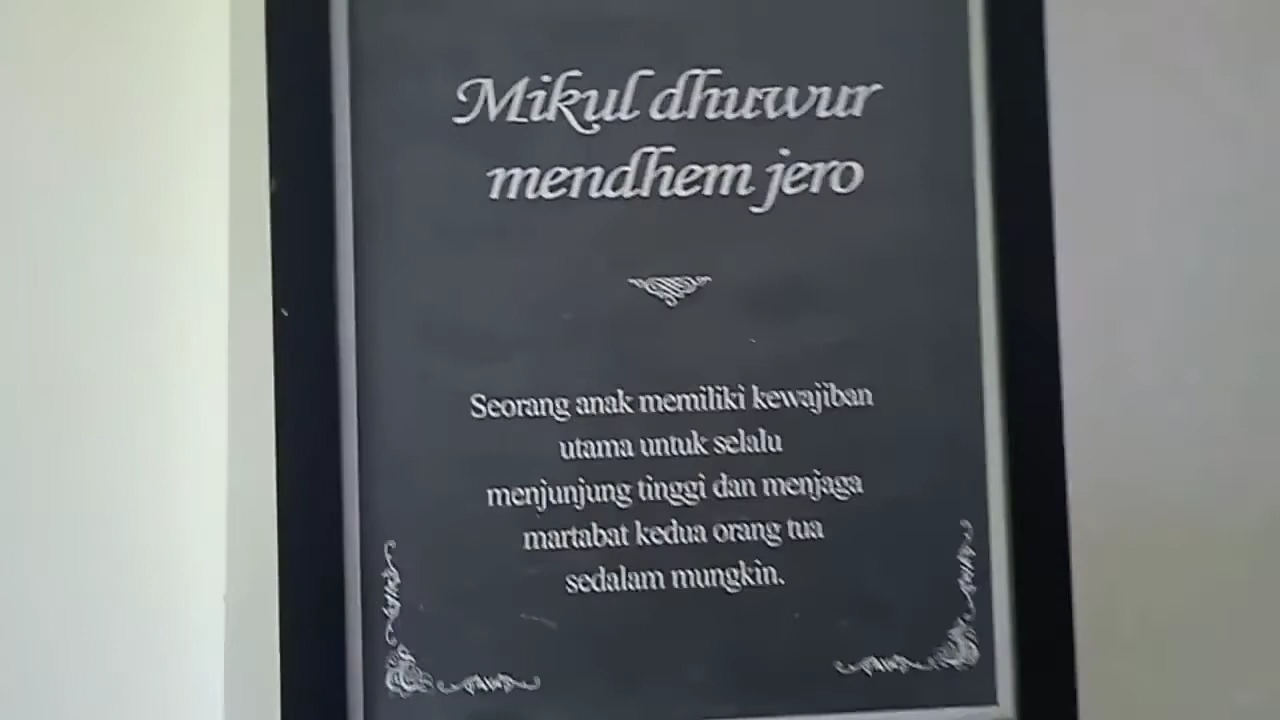 Mikul dhuwur
mendhem jero
Seorang anak memiliki kewajiban
utama untuk selalu
menjunjung tinggi dan menjaga
martabat kedua orang tua
sedalam mungkin.